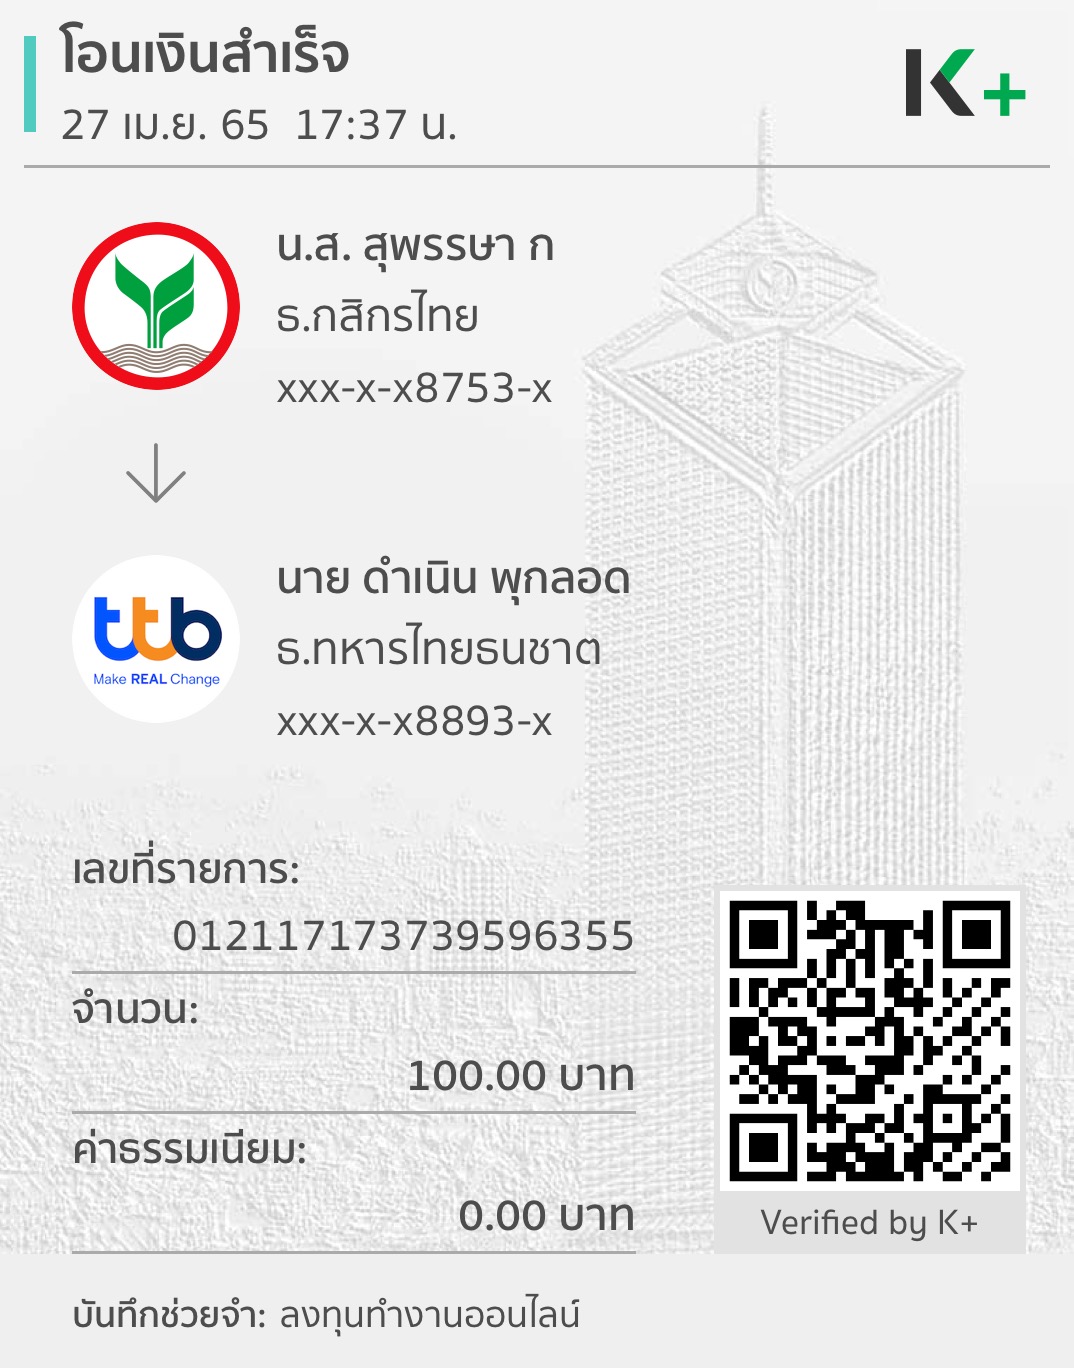 โอนเงินสำเร็จ
27 เม.ย. 65 17:37 น.
K+
น.ส. สุพรรษา ก
ธ.กสิกรไทย
xxx-x-x8753-x
ttb
Make REAL Change
นาย ดำเนิน พุกลอด
ธ.ทหารไทยธนชาต
xxx-x-x8893-x
เลขที่รายการ:
012117173739596355
จำนวน:
100.00 บาท
ค่าธรรมเนียม:
0.00 บาท
Verified by K+
บันทึกช่วยจำ: ลงทุนทำงานออนไลน์